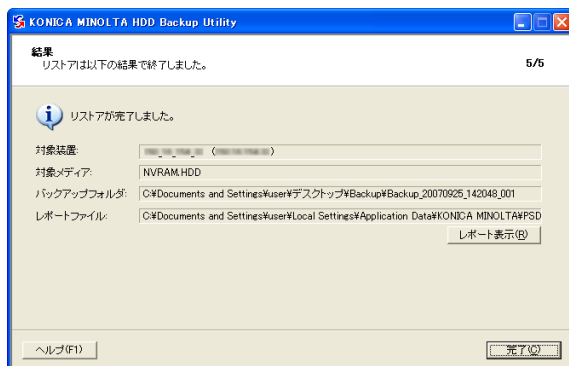 KONICA MINOLTA HDD Backup Utility
結果
リストアは以下の結果で終了しました。
5/5
リストアが完了しました。
対象装置:
対象メディア: NVRAM.HDD
バックアップフォルダ: C:¥Documents and Settings¥user¥デスクトップ¥Backup¥Backup_20070925_142048_001
レポートファイル: C:¥Documents and Settings¥user¥Local Settings¥Application Data¥KONICA MINOLTA¥PSD
レポート表示(R)
ヘルプ(F1)
完了(C)